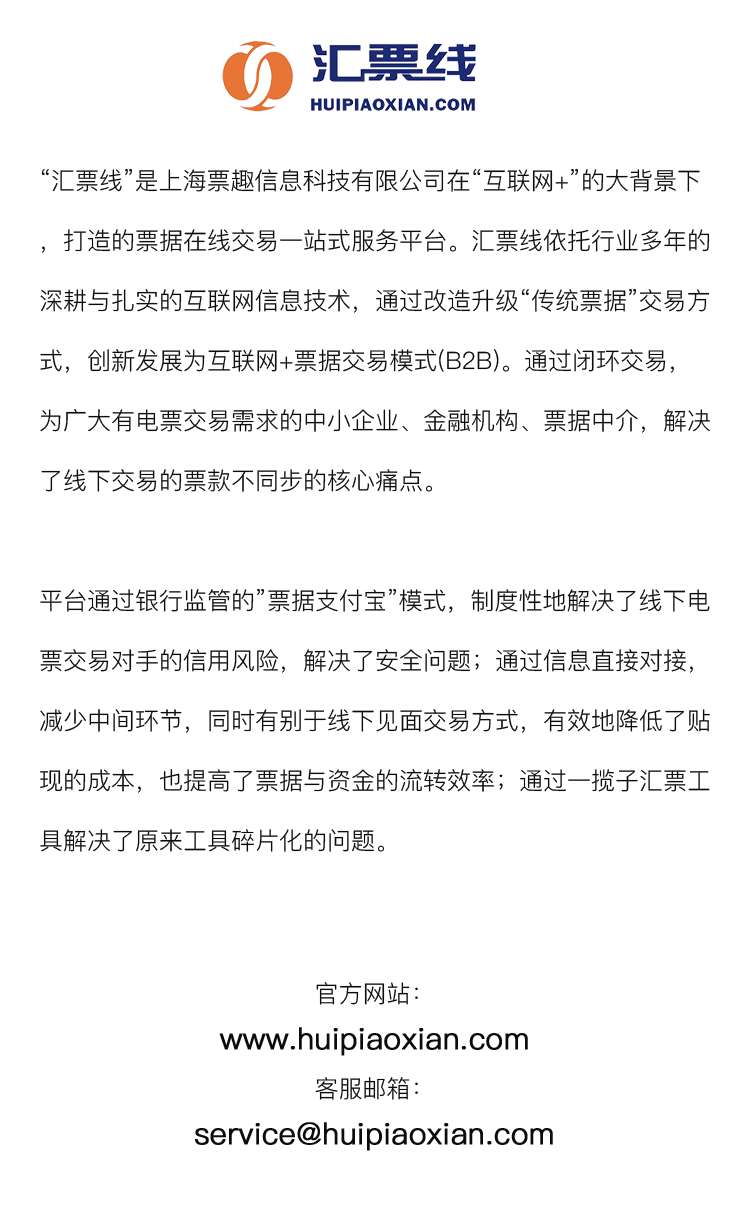 汇票线
HUIPIAOXIAN.COM
“汇票线”是上海票趣信息科技有限公司在“互联网+”的大背景下
，打造的票据在线交易一站式服务平台。汇票线依托行业多年的
深耕与扎实的互联网信息技术，通过改造升级“传统票据”交易方
式，创新发展为互联网+票据交易模式(B2B)。通过闭环交易，
为广大有电票交易需求的中小企业、金融机构、票据中介，解决
了线下交易的票款不同步的核心痛点。
平台通过银行监管的”票据支付宝”模式，制度性地解决了线下电
票交易对手的信用风险，解决了安全问题；通过信息直接对接，
减少中间环节，同时有别于线下见面交易方式，有效地降低了贴
现的成本，也提高了票据与资金的流转效率；通过一揽子汇票工
具解决了原来工具碎片化的问题。
官方网站：
www.huipiaoxian.com
客服邮箱：
service@huipiaoxian.com